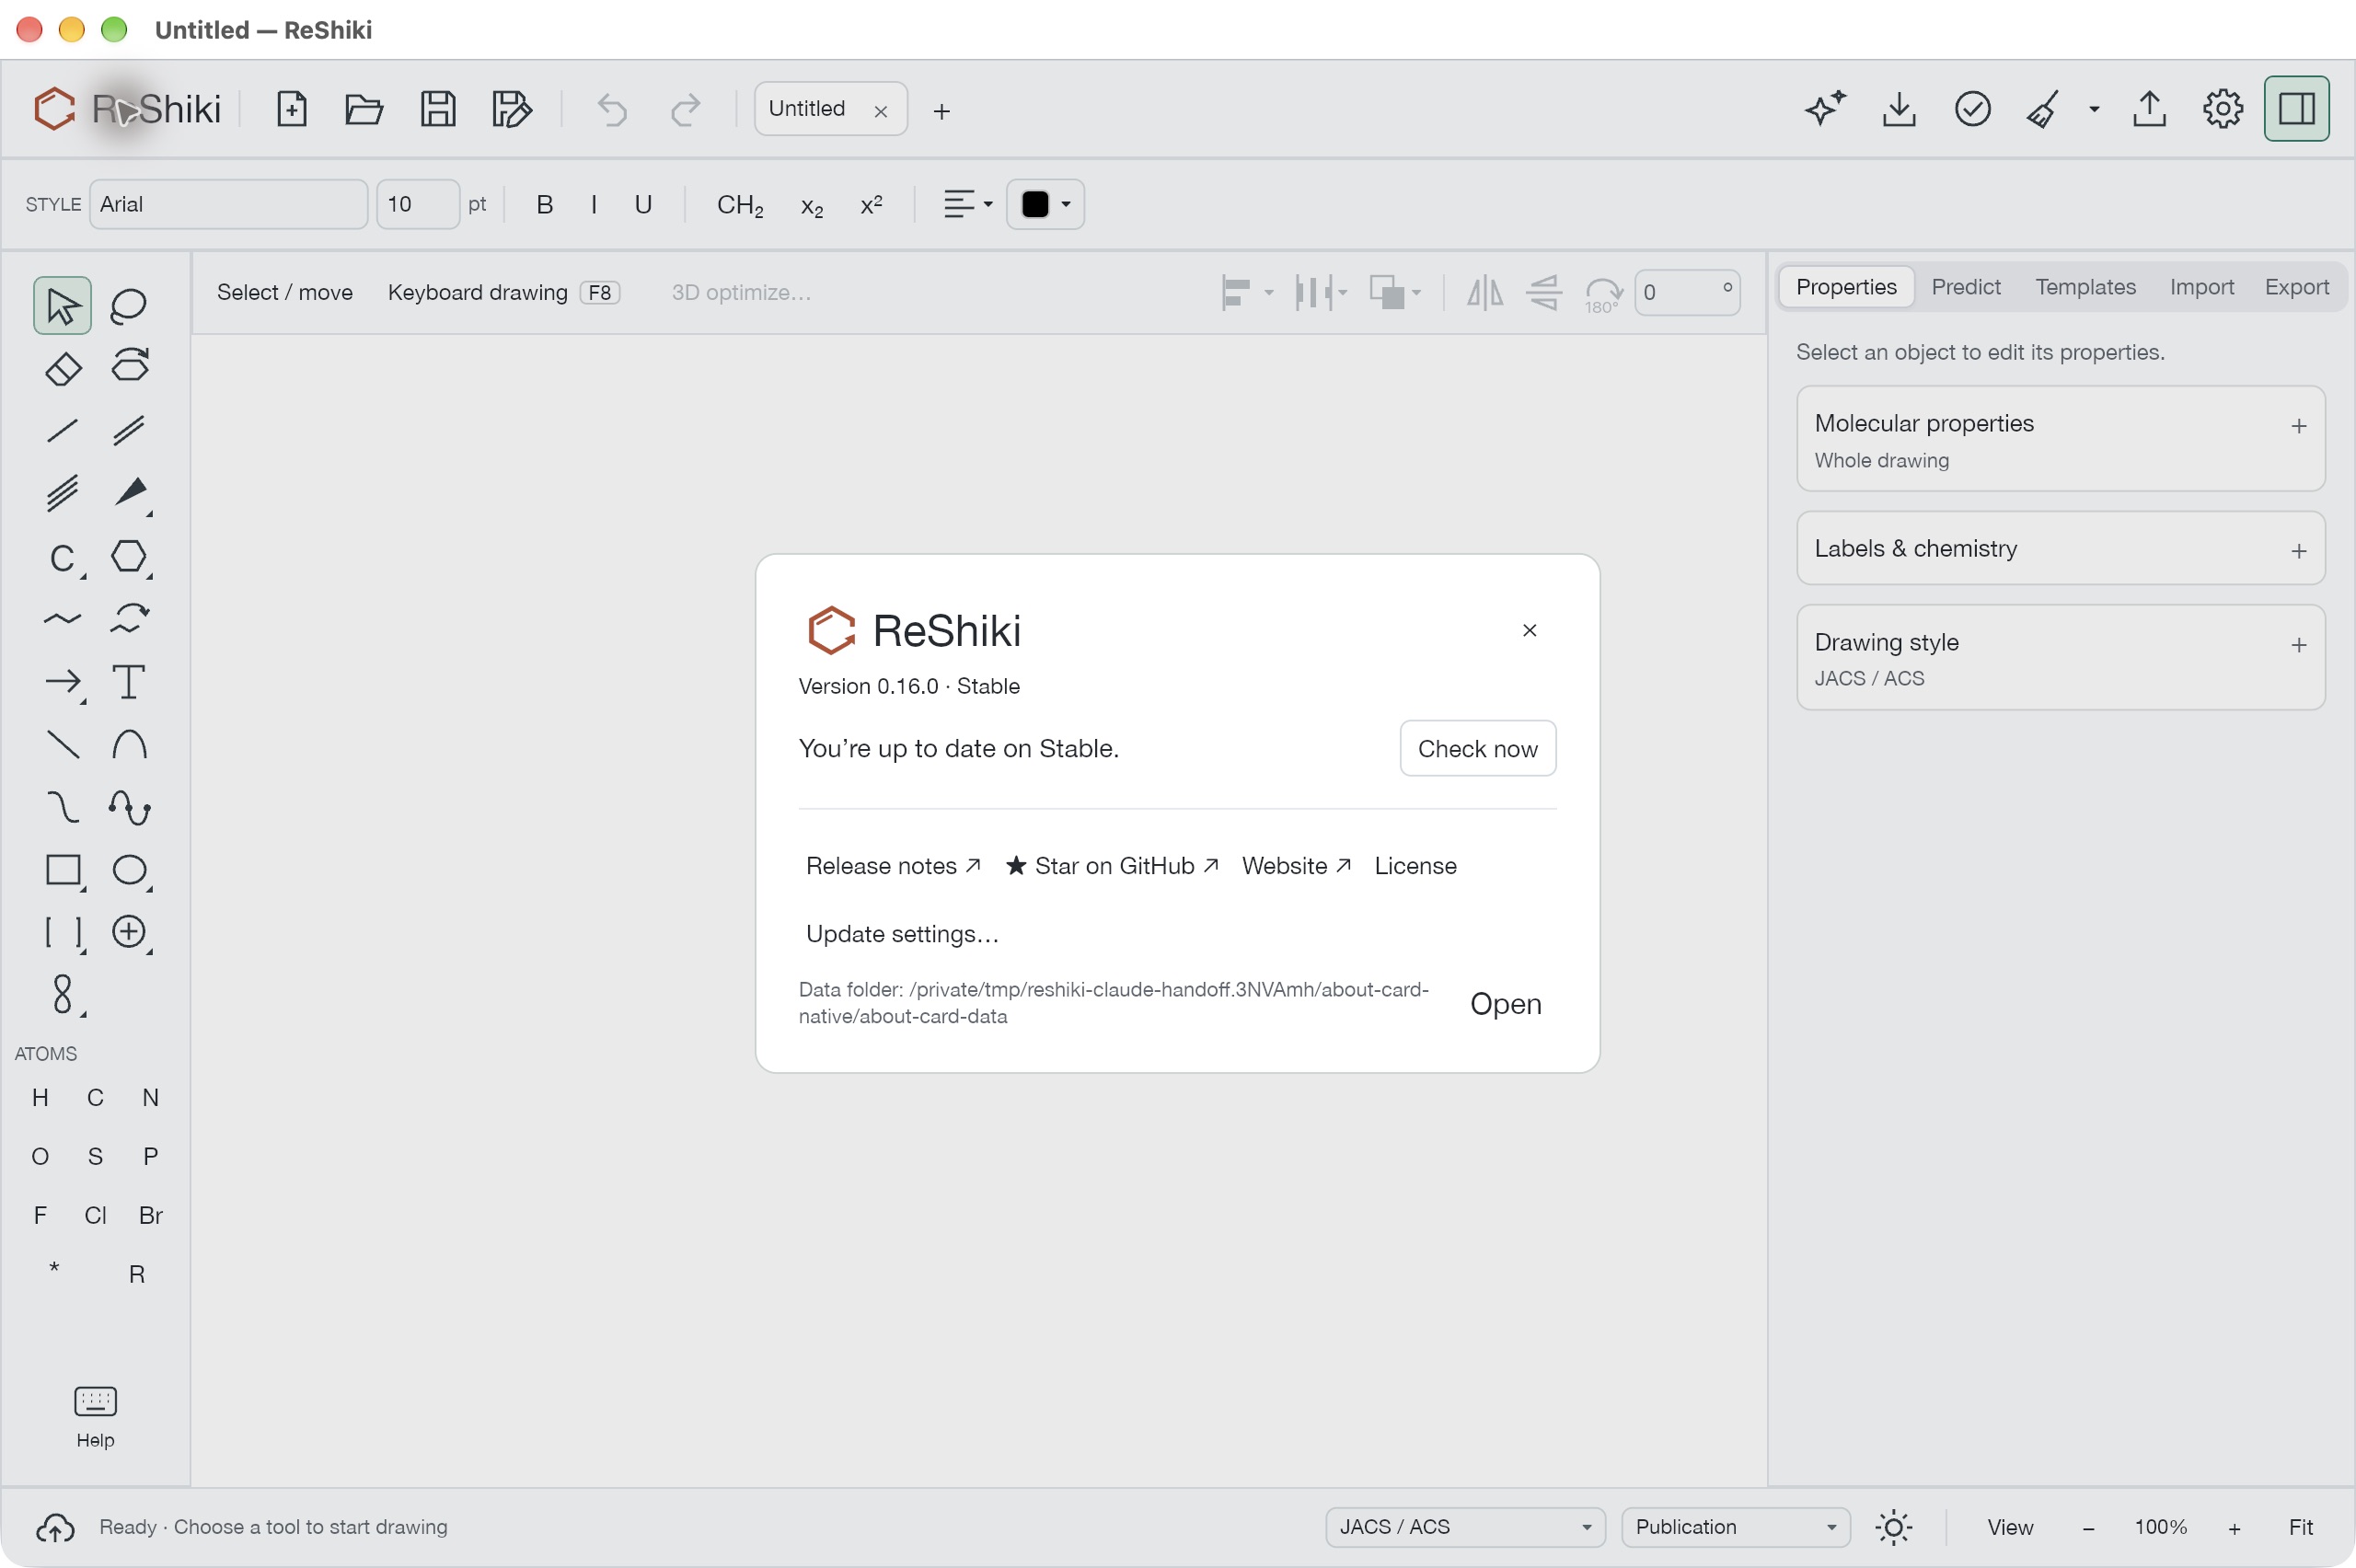 Untitled — ReShiki
ReShiki
Untitled
STYLE Arial 10 pt B I U CH₂ x₂ x²
Select / move Keyboard drawing F8 3D optimize…
180° 0 °
Properties Predict Templates Import Export
Select an object to edit its properties.
Molecular properties
Whole drawing
Labels & chemistry
Drawing style
JACS / ACS
C
T
ATOMS
H C N
O S P
F Cl Br
* R
Help
ReShiki
Version 0.16.0 · Stable
You’re up to date on Stable.
Check now
Release notes ↗ ★ Star on GitHub ↗ Website ↗ License
Update settings…
Data folder: /private/tmp/reshiki-claude-handoff.3NVAmh/about-card-
native/about-card-data
Open
Ready · Choose a tool to start drawing
JACS / ACS Publication View – 100% + Fit